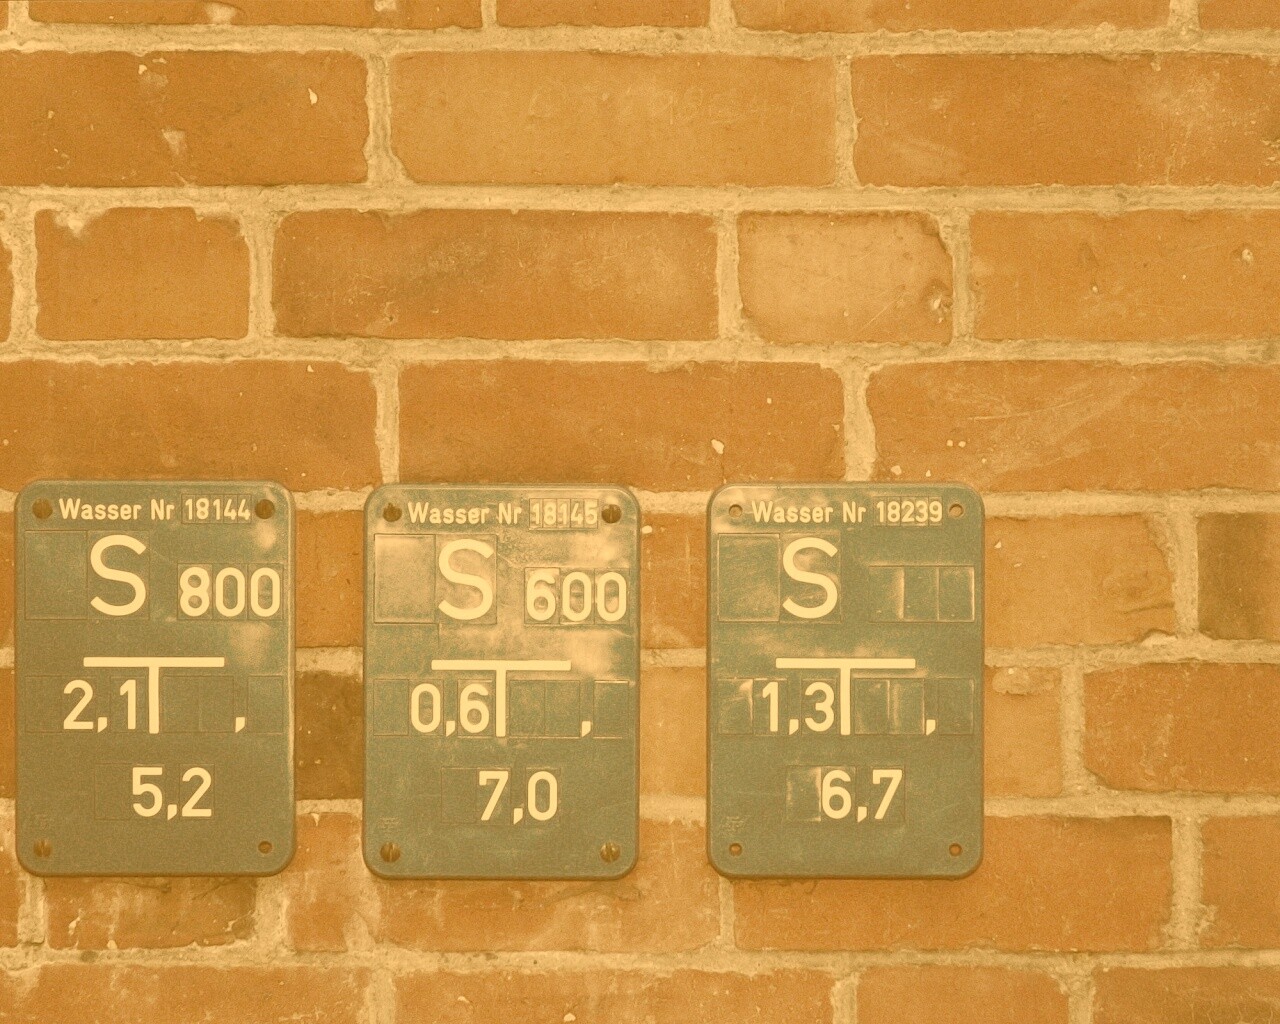 Wasser Nr 18144
S 800
2,1 ,
5,2
Wasser Nr 18145
S 600
0,6 ,
7,0
Wasser Nr 18239
S
1,3 ,
6,7